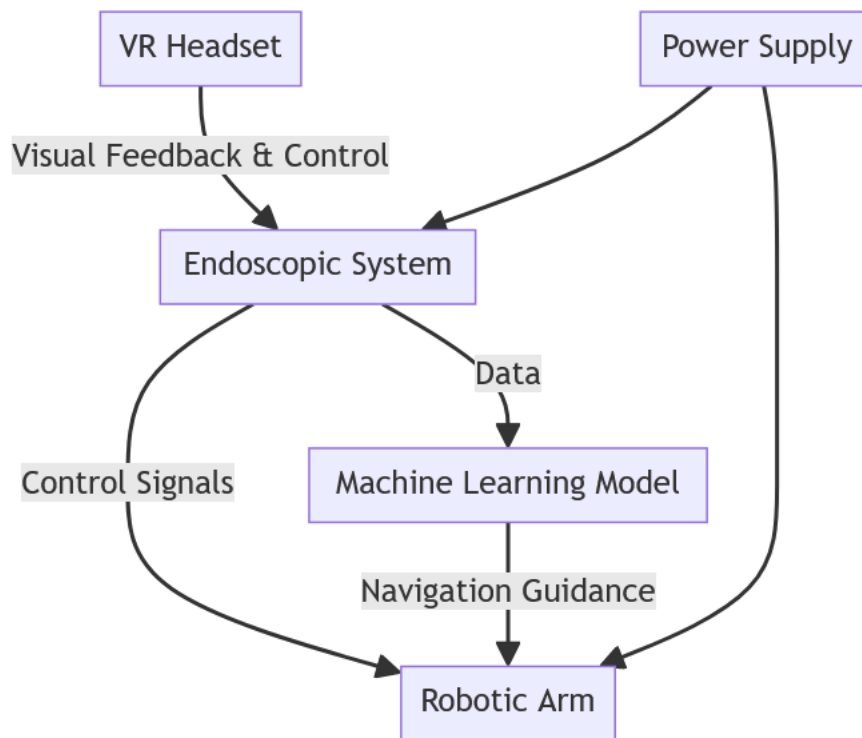 VR Headset
Power Supply
Visual Feedback & Control
Endoscopic System
Data
Control Signals
Machine Learning Model
Navigation Guidance
Robotic Arm